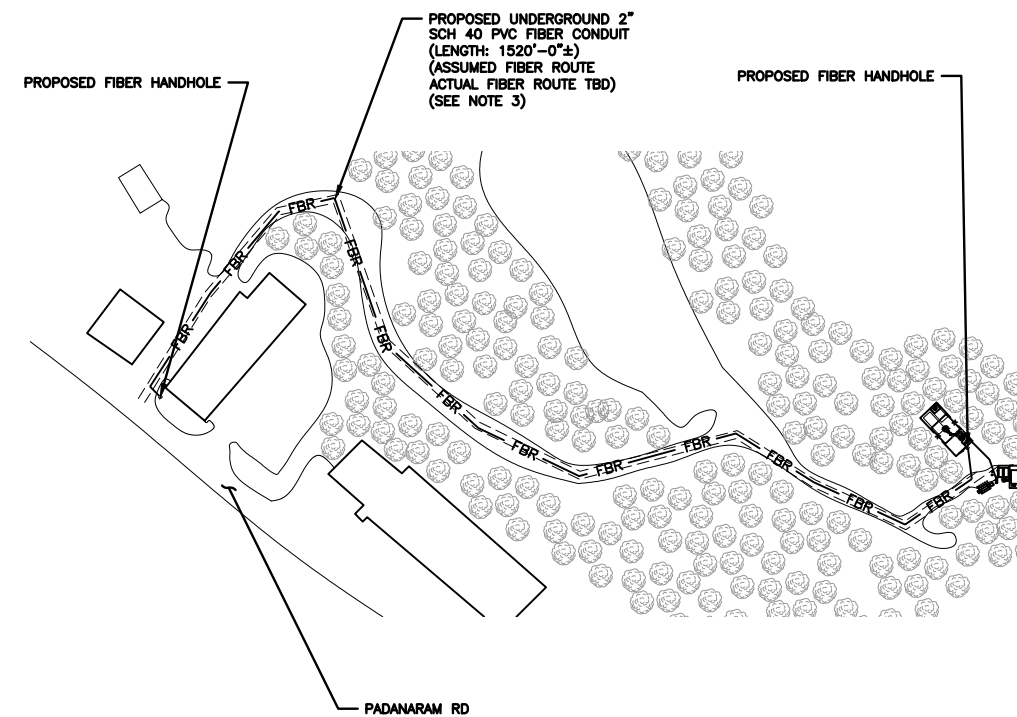 PROPOSED UNDERGROUND 2"
SCH 40 PVC FIBER CONDUIT
(LENGTH: 1520'-0"±)
(ASSUMED FIBER ROUTE
ACTUAL FIBER ROUTE TBD)
(SEE NOTE 3)
PROPOSED FIBER HANDHOLE
PROPOSED FIBER HANDHOLE
FBR
FBR
FBR
FBR
FBR
FBR
FBR
FBR
FBR
FBR
FBR
FBR
PADANARAM RD